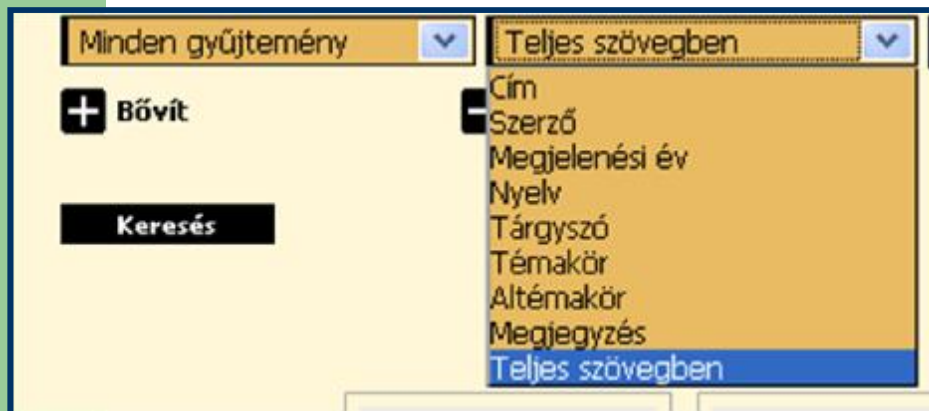 Minden gyűjtemény
Teljes szövegben
Bővít
Cím
Szerző
Megjelenési év
Nyelv
Tárgyszó
Témakör
Altémakör
Megjegyzés
Teljes szövegben
Keresés